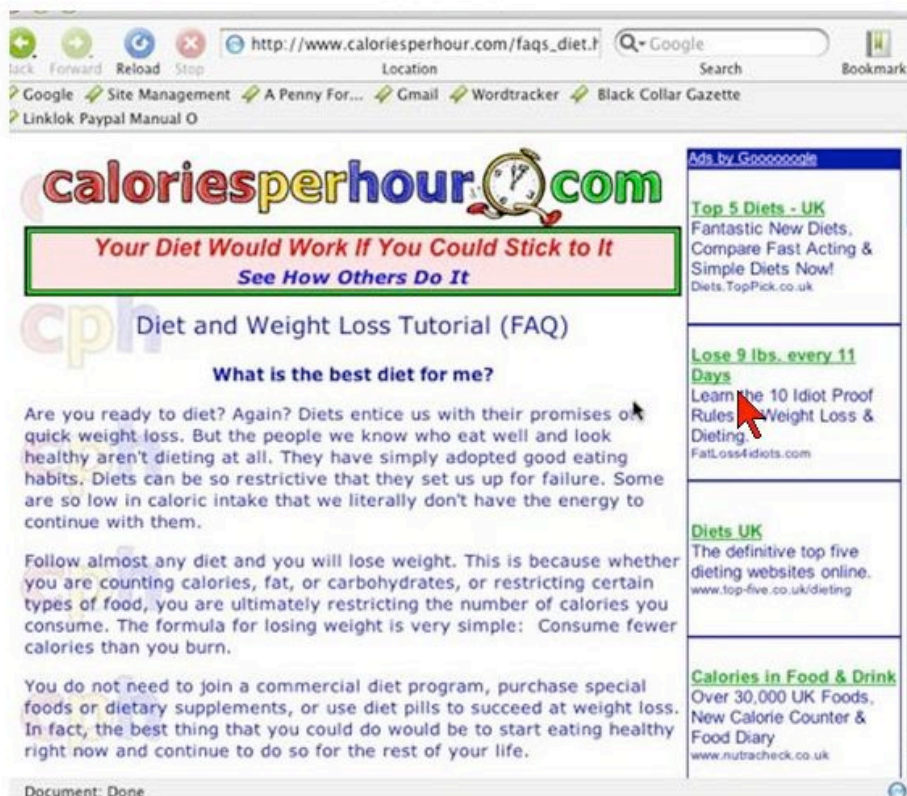 http://www.caloriesperhour.com/faqs_diet.h
Google
Back Forward Reload Stop Location Search Bookmark
Google Site Management A Penny For... Gmail Wordtracker Black Collar Gazette
Linklok Paypal Manual O
caloriesperhour.com
Your Diet Would Work If You Could Stick to It
See How Others Do It
cph
Diet and Weight Loss Tutorial (FAQ)
What is the best diet for me?
Are you ready to diet? Again? Diets entice us with their promises of
quick weight loss. But the people we know who eat well and look
healthy aren't dieting at all. They have simply adopted good eating
habits. Diets can be so restrictive that they set us up for failure. Some
are so low in caloric intake that we literally don't have the energy to
continue with them.
cph
Follow almost any diet and you will lose weight. This is because whether
you are counting calories, fat, or carbohydrates, or restricting certain
types of food, you are ultimately restricting the number of calories you
consume. The formula for losing weight is very simple: Consume fewer
calories than you burn.
cph
You do not need to join a commercial diet program, purchase special
foods or dietary supplements, or use diet pills to succeed at weight loss.
In fact, the best thing that you could do would be to start eating healthy
right now and continue to do so for the rest of your life.
Ads by Goooooogle
Top 5 Diets - UK
Fantastic New Diets,
Compare Fast Acting &
Simple Diets Now!
Diets.TopPick.co.uk
Lose 9 lbs. every 11
Days
Learn the 10 Idiot Proof
Rules Weight Loss &
Dieting.
FatLoss4idiots.com
Diets UK
The definitive top five
dieting websites online.
www.top-five.co.uk/dieting
Calories in Food & Drink
Over 30,000 UK Foods,
New Calorie Counter &
Food Diary
www.nutracheck.co.uk
Document: Done